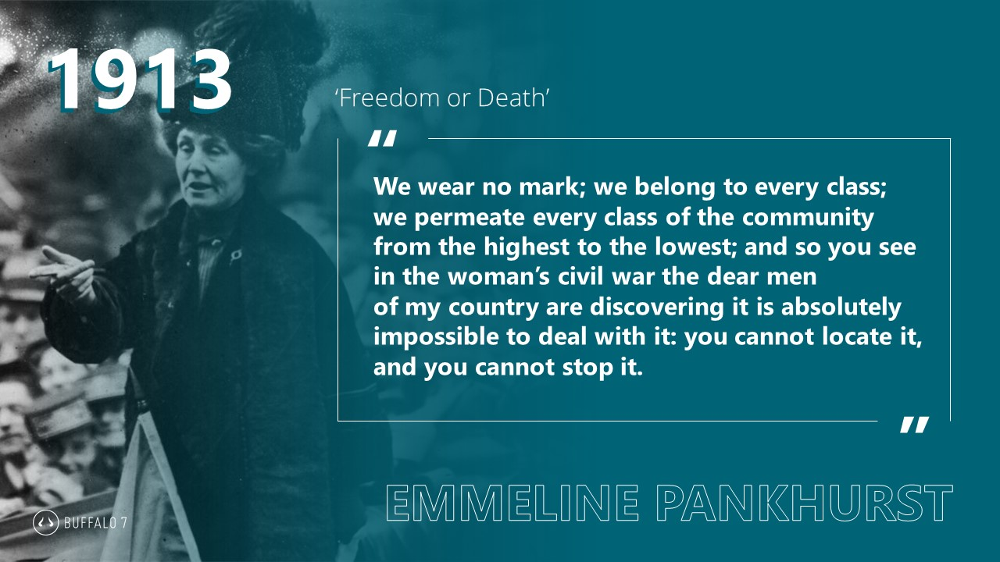 1913
‘Freedom or Death’
"
We wear no mark; we belong to every class;
we permeate every class of the community
from the highest to the lowest; and so you see
in the woman’s civil war the dear men
of my country are discovering it is absolutely
impossible to deal with it: you cannot locate it,
and you cannot stop it.
"
EMMELINE PANKHURST
BUFFALO 7